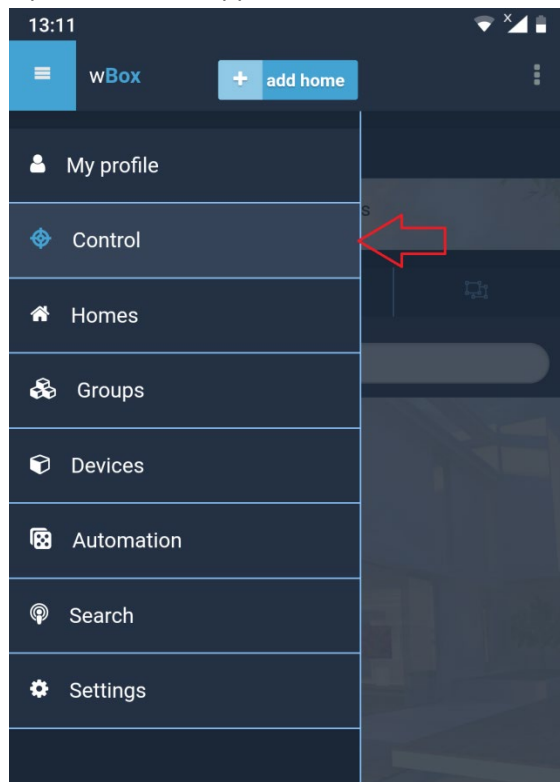 13:11
wBox
+ add home
My profile
s
Control
Homes
Groups
Devices
Automation
Search
Settings